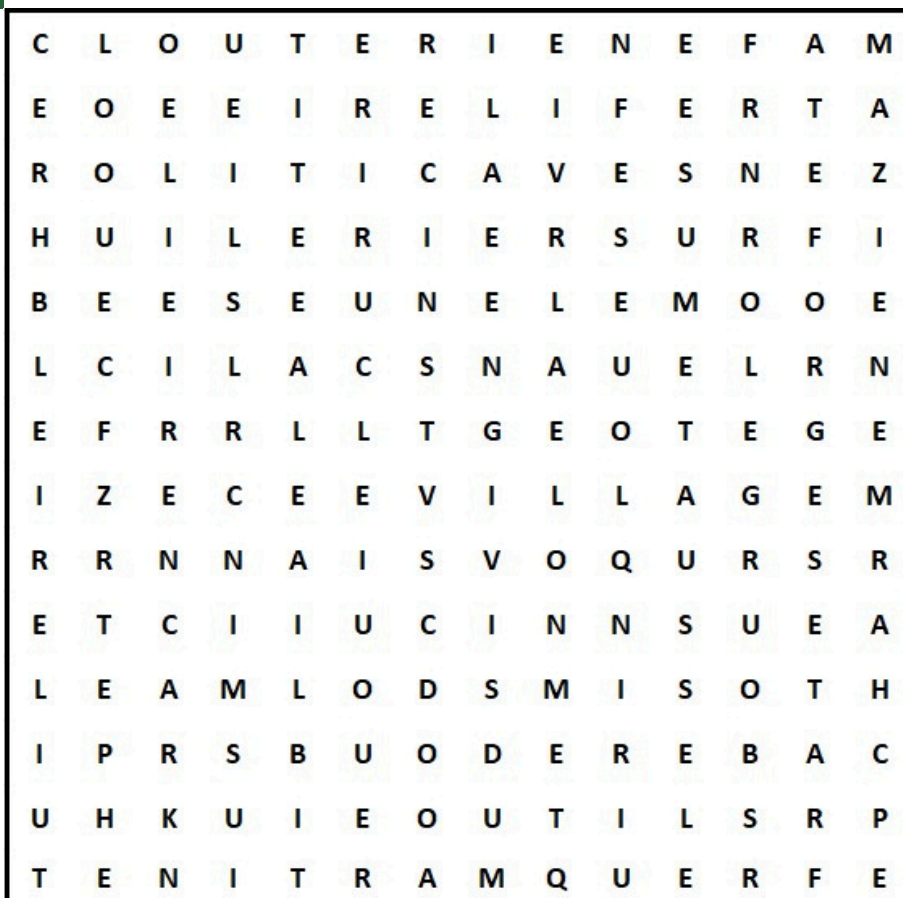 C L O U T E R I E N E F A M
E O E E I R E L I F E R T A
R O L I T I C A V E S N E Z
H U I L E R I E R S U R F I
B E E S E U N E L E M O O E
L C I L A C S N A U E L R N
E F R R L L T G E O T E G E
I Z E C E E V I L L A G E M
R R N N A I S V O Q U R S R
E T C I I U C I N N S U E A
L E A M L O D S M I S O T H
I P R S B U O D E R E B A C
U H K U I E O U T I L S R P
T E N I T R A M Q U E R F E